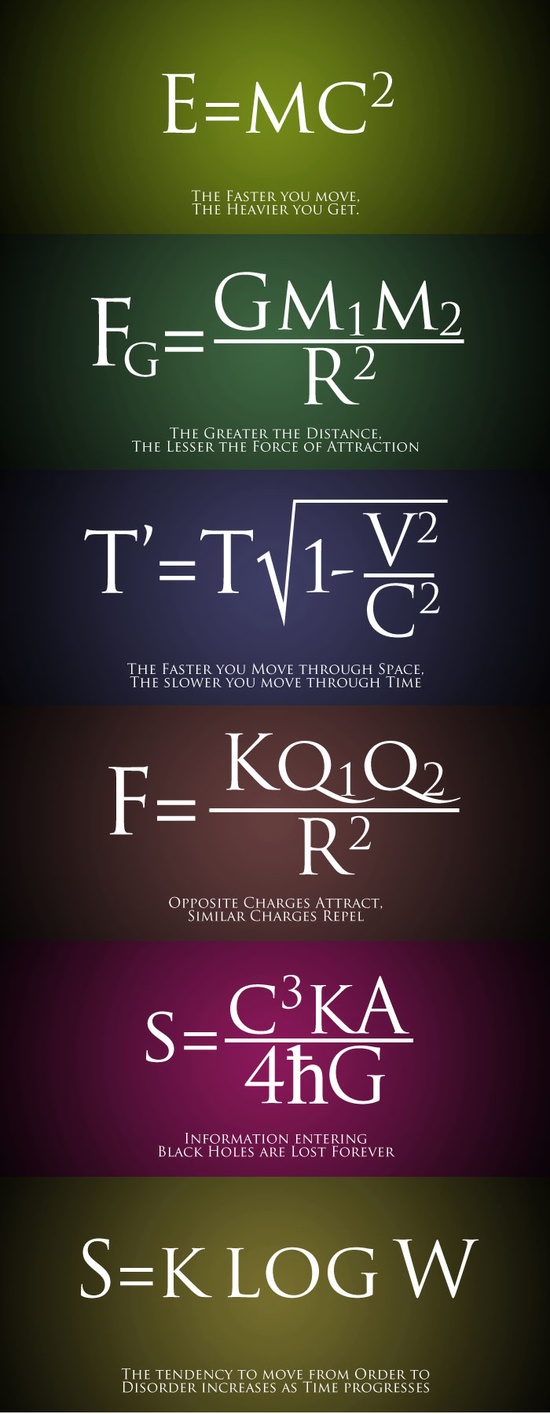 E=MC²
The Faster you move,
The Heavier you Get.
F_G = GM₁M₂
R²
The Greater the Distance,
The Lesser the Force of Attraction
T'=T√1-V²
C²
The Faster you Move through Space,
The slower you move through Time
F= KQ₁Q₂
R²
Opposite Charges Attract,
Similar Charges Repel
S= C³KA
4ħG
Information entering
Black Holes are Lost Forever
S=K LOG W
The tendency to move from Order to
Disorder increases as Time progresses